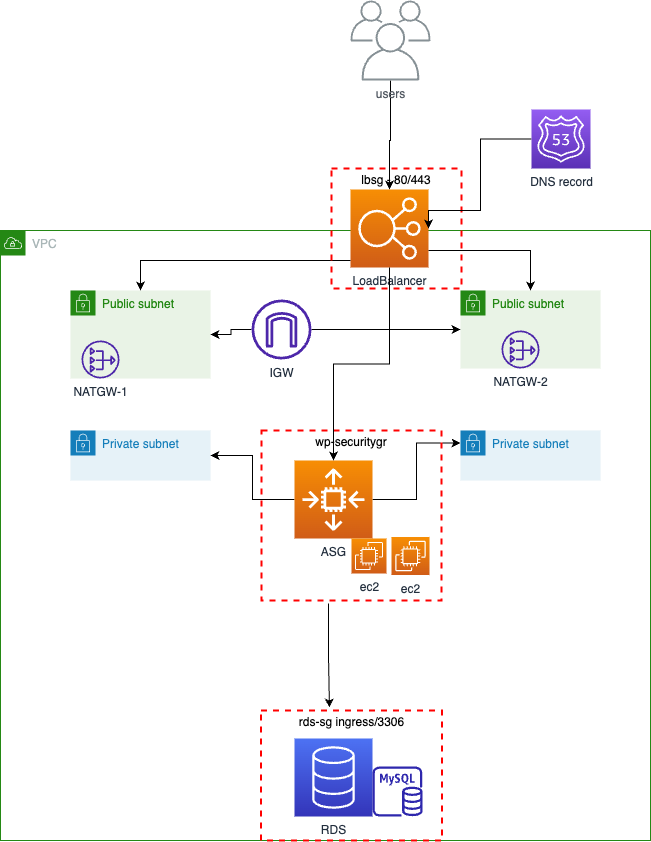 users
53
DNS record
lbsg - 80/443
LoadBalancer
VPC
Public subnet
Public subnet
IGW
NATGW-1
NATGW-2
Private subnet
Private subnet
wp-securitygr
ASG
ec2
ec2
rds-sg ingress/3306
MySQL
RDS